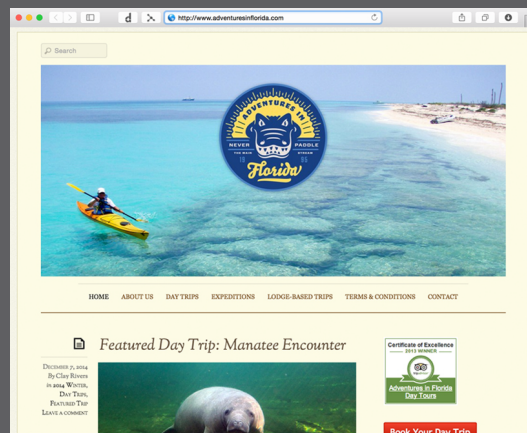 http://www.adventuresinflorida.com
Search
ADVENTURES IN
NEVER PADDLE
THE MAIN STREAM
Florida
HOME ABOUT US DAY TRIPS EXPEDITIONS LODGE-BASED TRIPS TERMS & CONDITIONS CONTACT
Featured Day Trip: Manatee Encounter
December 7, 2014
By Clay Rivers
in 2014 Winter,
Day Trips,
Featured Trip
Leave a comment
Certificate of Excellence
2013 WINNER
Adventures in Florida
Day Tours
Book Your Day Trip